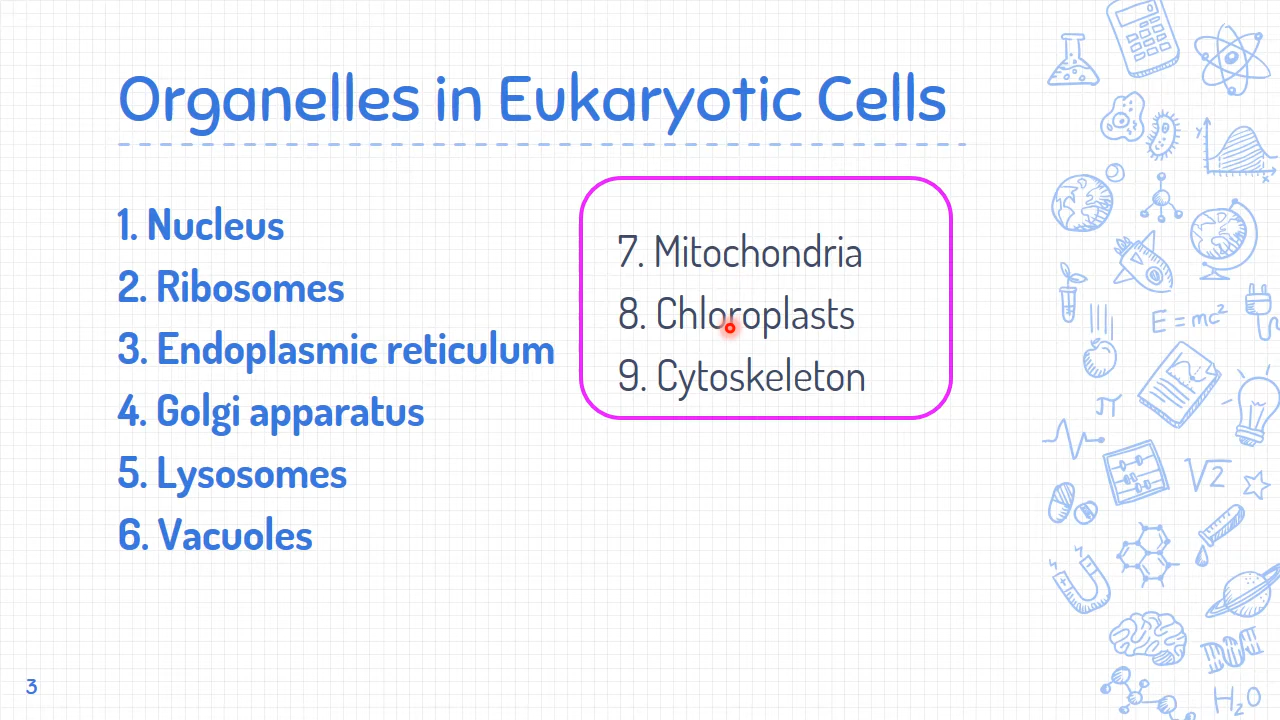 Organelles in Eukaryotic Cells
1. Nucleus
2. Ribosomes
3. Endoplasmic reticulum
4. Golgi apparatus
5. Lysosomes
6. Vacuoles
7. Mitochondria
8. Chloroplasts
9. Cytoskeleton
3
y
x
E = mc²
π
√2
H₂O